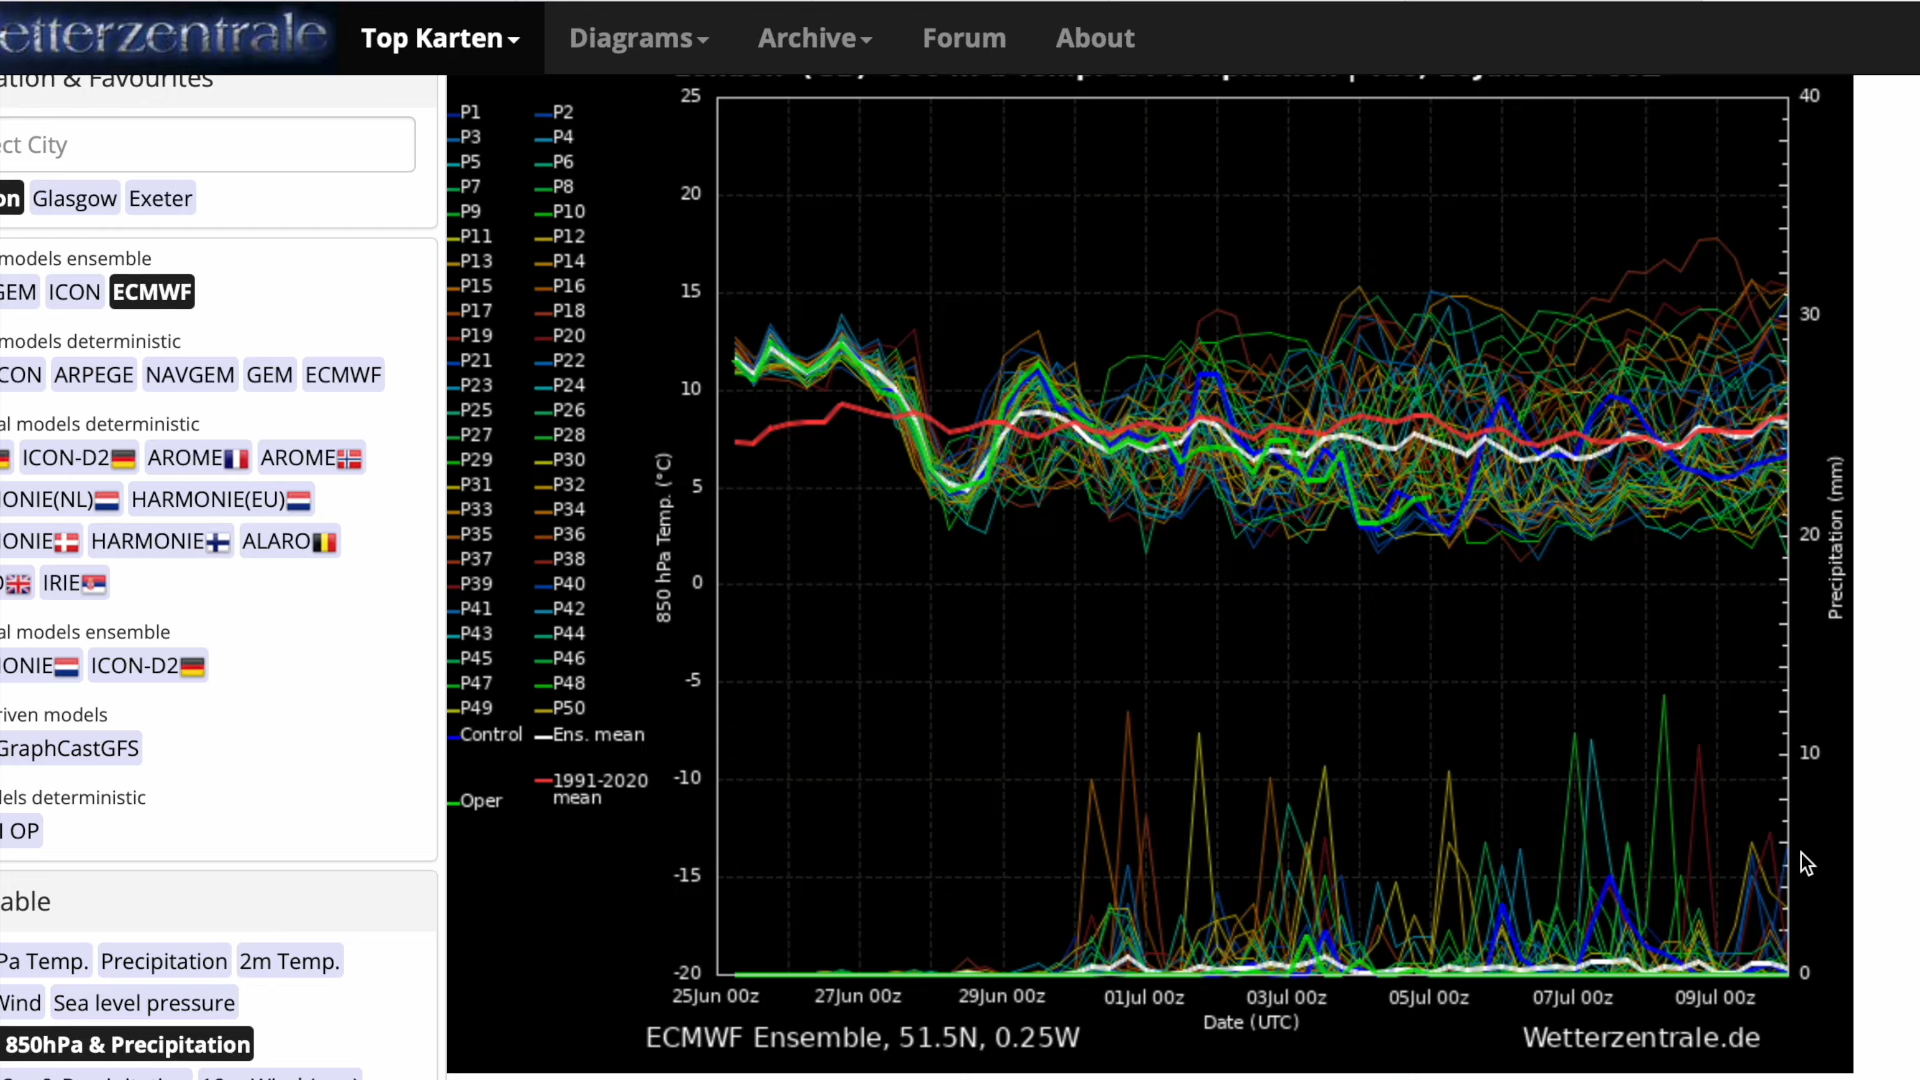 etterzentrale Top Karten Diagrams Archive Forum About
ation & Favourites
ct City
on Glasgow Exeter
models ensemble
GEM ICON ECMWF
models deterministic
CON ARPEGE NAVGEM GEM ECMWF
al models deterministic
ICON-D2 AROME AROME
ONIE(NL) HARMONIE(EU)
ONIE HARMONIE ALARO
IRIE
al models ensemble
ONIE ICON-D2
riven models
GraphCastGFS
els deterministic
OP
able
Pa Temp. Precipitation 2m Temp.
Wind Sea level pressure
850hPa & Precipitation
P1 P2
P3 P4
P5 P6
P7 P8
P9 P10
P11 P12
P13 P14
P15 P16
P17 P18
P19 P20
P21 P22
P23 P24
P25 P26
P27 P28
P29 P30
P31 P32
P33 P34
P35 P36
P37 P38
P39 P40
P41 P42
P43 P44
P45 P46
P47 P48
P49 P50
Control Ens. mean
1991-2020
mean
Oper
850 hPa Temp. (°C)
25
20
15
10
5
0
-5
-10
-15
-20
40
30
20
10
0
Precipitation (mm)
25Jun 00z 27Jun 00z 29Jun 00z 01Jul 00z 03Jul 00z 05Jul 00z 07Jul 00z 09Jul 00z
Date (UTC)
ECMWF Ensemble, 51.5N, 0.25W Wetterzentrale.de